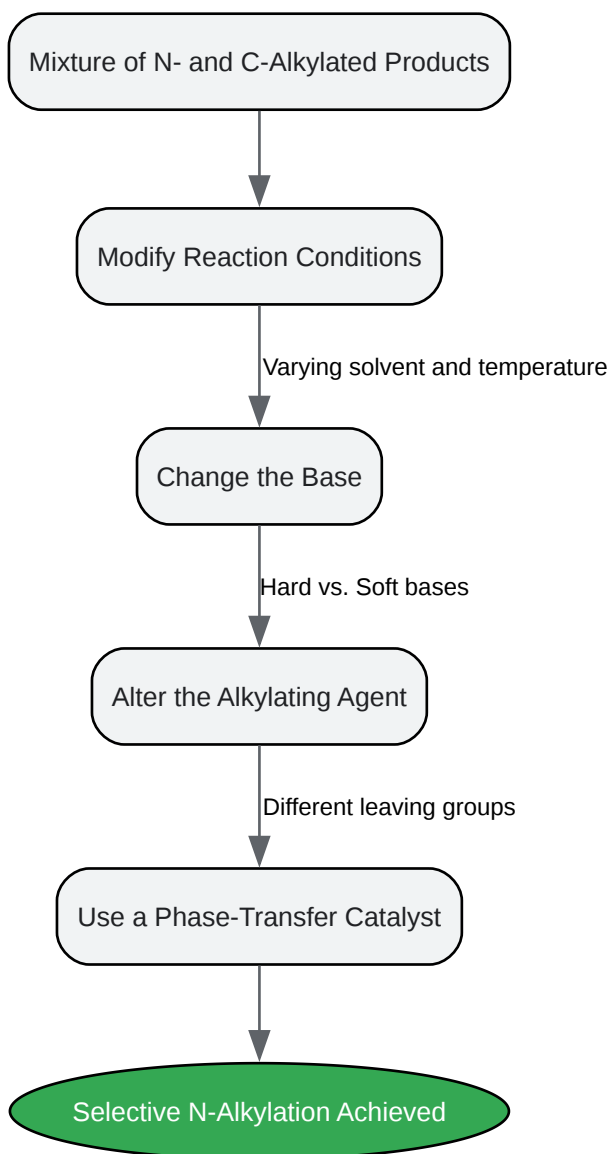 Mixture of N- and C-Alkylated Products
Modify Reaction Conditions
Varying solvent and temperature
Change the Base
Hard vs. Soft bases
Alter the Alkylating Agent
Different leaving groups
Use a Phase-Transfer Catalyst
Selective N-Alkylation Achieved